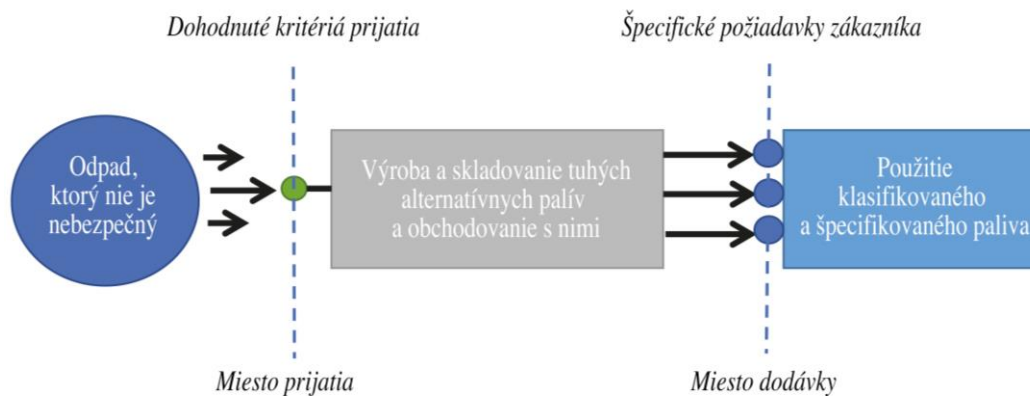 Dohodnuté kritériá prijatia
Špecifické požiadavky zákazníka
Odpad,
ktorý nie je
nebezpečný
Výroba a skladovanie tuhých
alternatívnych palív
a obchodovanie s nimi
Použitie
klasifikovaného
a špecifikovaného paliva
Miesto prijatia
Miesto dodávky